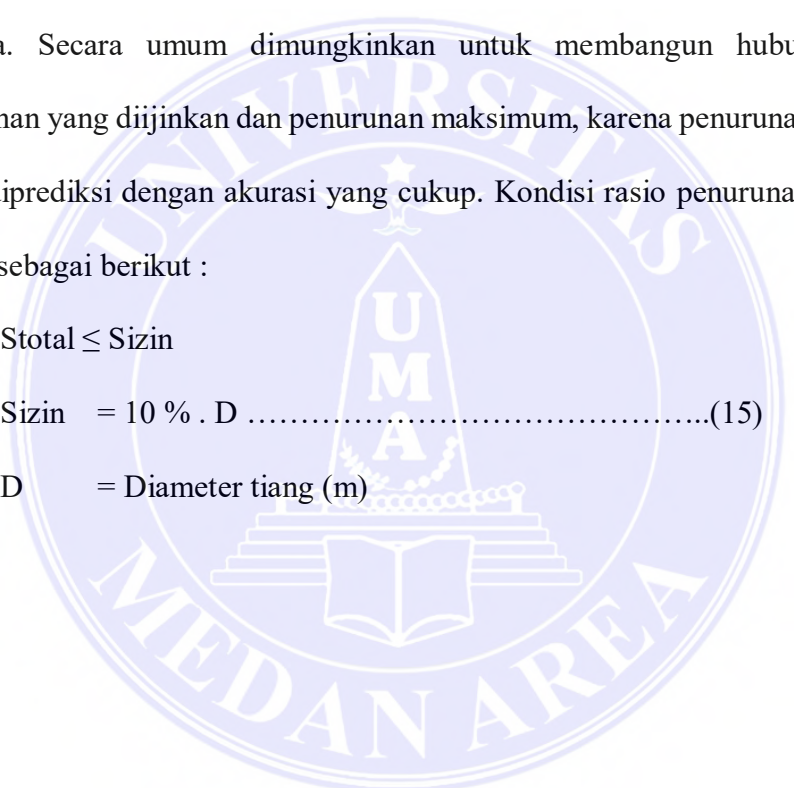 a. Secara umum dimungkinkan untuk membangun hubu
nan yang diijinkan dan penurunan maksimum, karena penuruna
iprediksi dengan akurasi yang cukup. Kondisi rasio penuruna
sebagai berikut :
Stotal ≤ Sizin
Sizin = 10 % . D ……………………………………..(15)
D = Diameter tiang (m)
UNIVERSITAS
UMA
MEDAN AREA